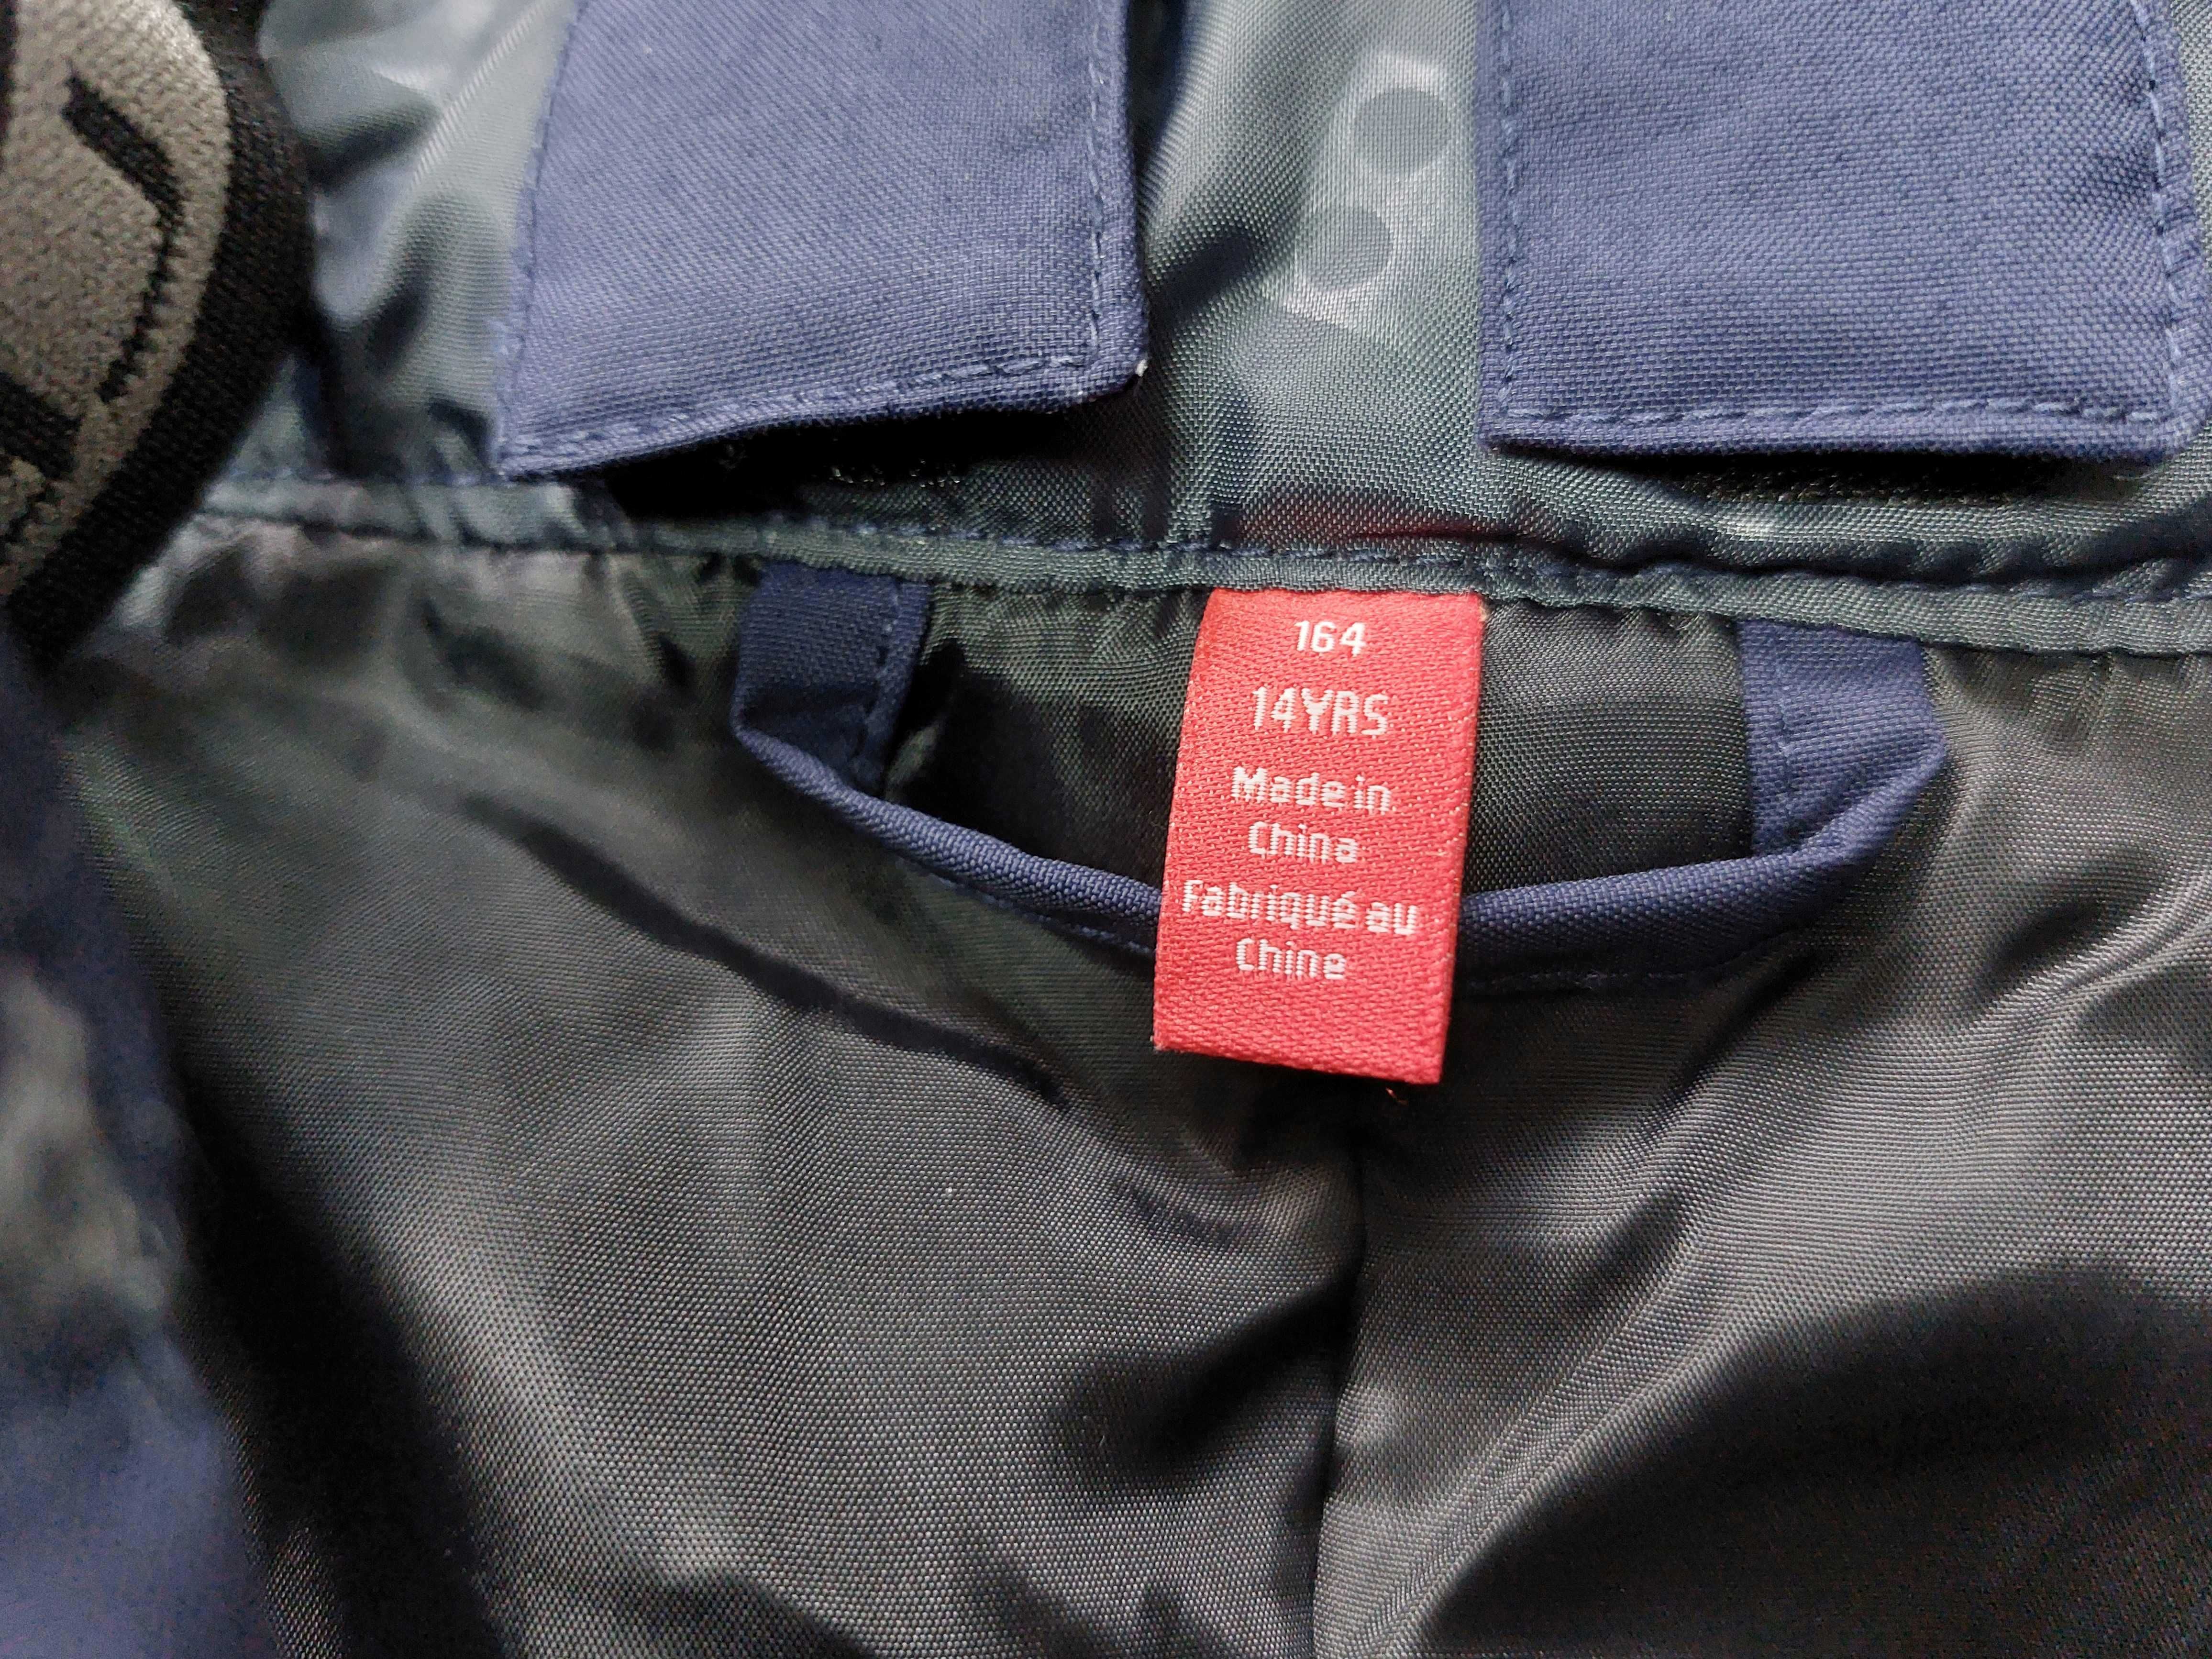 164
14YRS
Made in
China
Fabriqué au
Chine